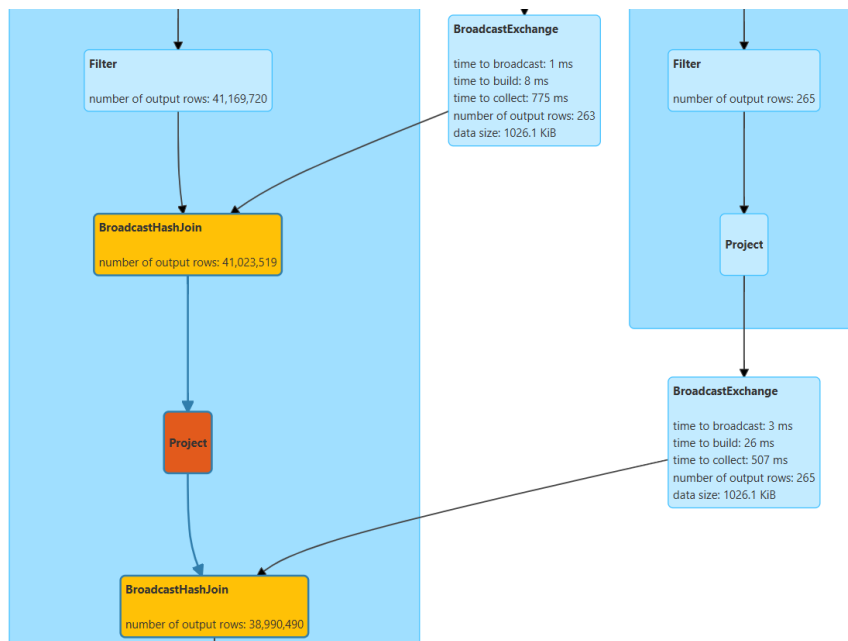 Filter
number of output rows: 41,169,720
BroadcastExchange
time to broadcast: 1 ms
time to build: 8 ms
time to collect: 775 ms
number of output rows: 263
data size: 1026.1 KiB
Filter
number of output rows: 265
BroadcastHashJoin
number of output rows: 41,023,519
Project
BroadcastExchange
time to broadcast: 3 ms
time to build: 26 ms
time to collect: 507 ms
number of output rows: 265
data size: 1026.1 KiB
Project
BroadcastHashJoin
number of output rows: 38,990,490